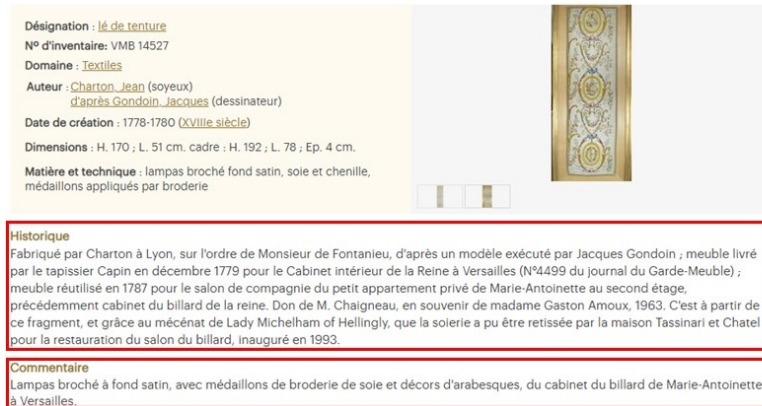 Désignation : lé de tenture
Nº d'inventaire: VMB 14527
Domaine : Textiles
Auteur : Charton, Jean (soyeux)
d'après Gondoin, Jacques (dessinateur)
Date de création : 1778-1780 (XVIIIe siècle)
Dimensions : H. 170 ; L. 51 cm. cadre : H. 192 ; L. 78 ; Ep. 4 cm.
Matière et technique : lampas broché fond satin, soie et chenille,
médaillons appliqués par broderie
Historique
Fabriqué par Charton à Lyon, sur l'ordre de Monsieur de Fontanieu, d'après un modèle exécuté par Jacques Gondoin ; meuble livré
par le tapissier Capin en décembre 1779 pour le Cabinet intérieur de la Reine à Versailles (N°4499 du journal du Garde-Meuble) ;
meuble réutilisé en 1787 pour le salon de compagnie du petit appartement privé de Marie-Antoinette au second étage,
précédemment cabinet du billard de la reine. Don de M. Chaigneau, en souvenir de madame Gaston Amoux, 1963. C'est à partir de
ce fragment, et grâce au mécénat de Lady Michelham of Hellingly, que la soierie a pu être retissée par la maison Tassinari et Chatel
pour la restauration du salon du billard, inauguré en 1993.
Commentaire
Lampas broché à fond satin, avec médaillons de broderie de soie et décors d'arabesques, du cabinet du billard de Marie-Antoinette
à Versailles.